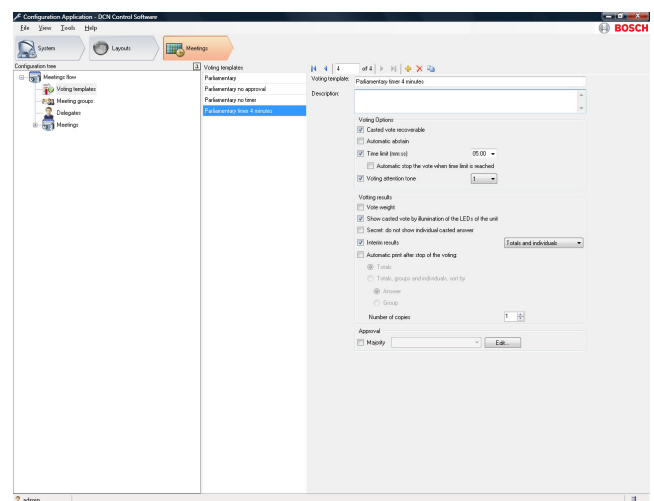 Configuration Application - DCN Control Software
File View Tools Help
BOSCH
System
Layouts
Meetings
Configuration tree
Meetings flow
Voting templates
Meeting groups
Delegates
Meetings
Voting templates
Parliamentary
Parliamentary no approval
Parliamentary no timer
Parliamentary timer 4 minutes
4 of 4
Voting template: Parliamentary timer 4 minutes
Description:
Voting Options
Casted vote recoverable
Automatic abstain
Time limit (mm:ss) 05:00
Automatic stop the vote when time limit is reached
Voting attention tone 1
Votting results
Vote weight
Show casted vote by illumination of the LEDs of the unit
Secret: do not show individual casted answer
Interim results Totals and individuals
Automatic print after stop of the voting:
Totals
Totals, groups and individuals, sort by
Answer
Group
Number of copies 1
Approval
Majority Edit...
admin